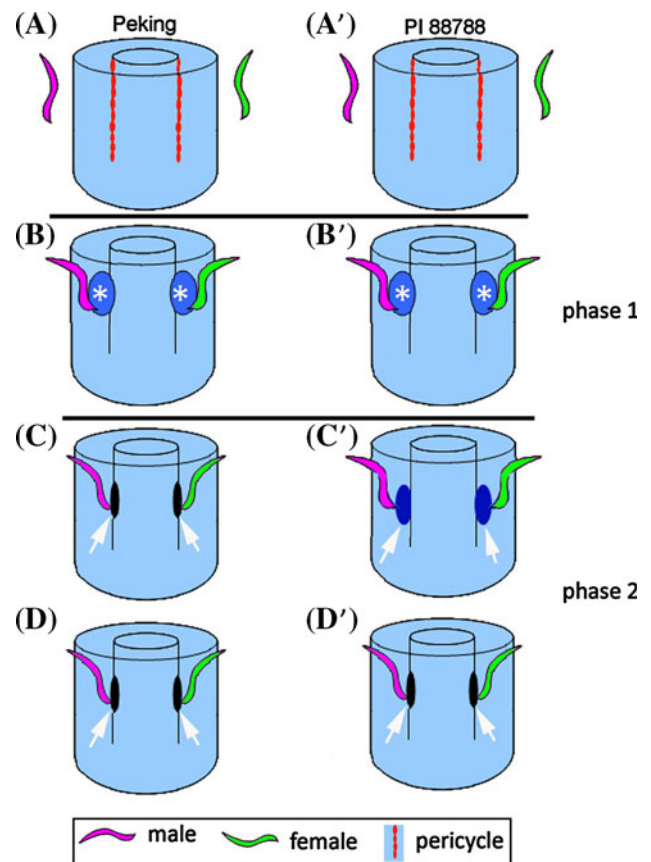 (A) Peking (A′) PI 88788
(B) (B′)
* * * *
phase 1
(C) (C′)
phase 2
(D) (D′)
male female pericycle